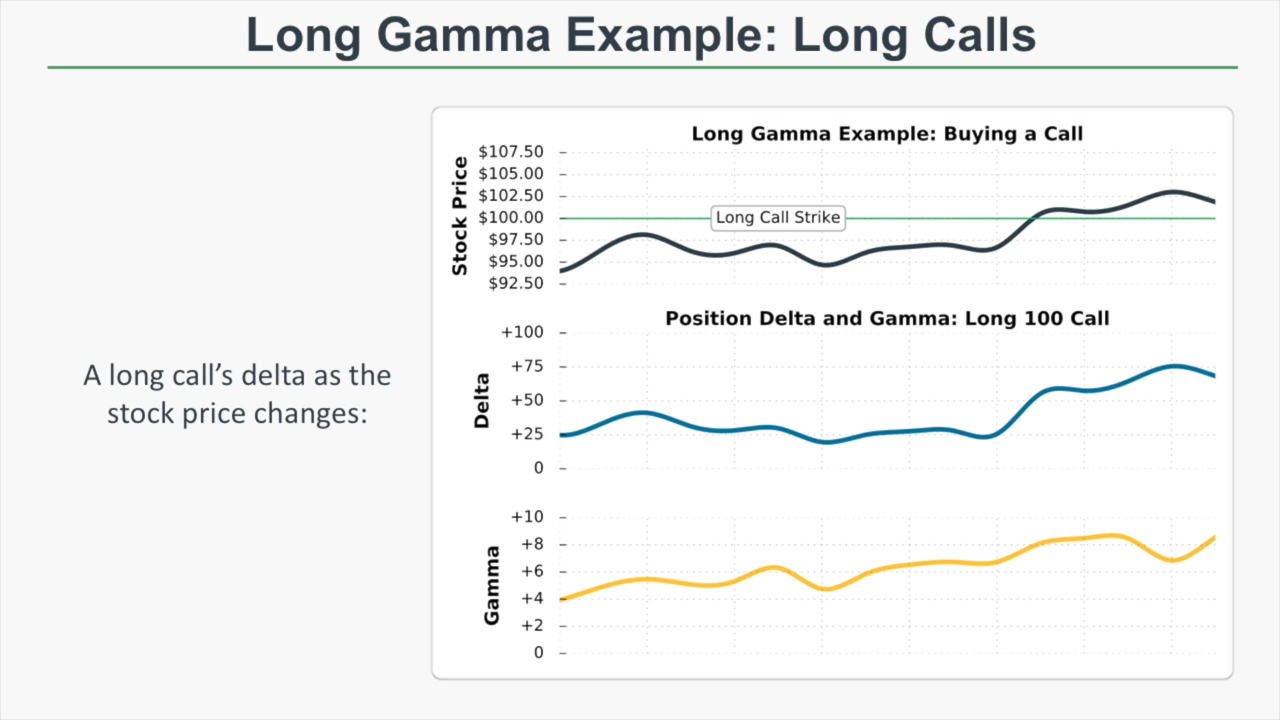 Long Gamma Example: Long Calls
A long call’s delta as the
stock price changes:
Long Gamma Example: Buying a Call
Stock Price
$107.50
$105.00
$102.50
$100.00
$97.50
$95.00
$92.50
Long Call Strike
Position Delta and Gamma: Long 100 Call
Delta
+100
+75
+50
+25
0
Gamma
+10
+8
+6
+4
+2
0